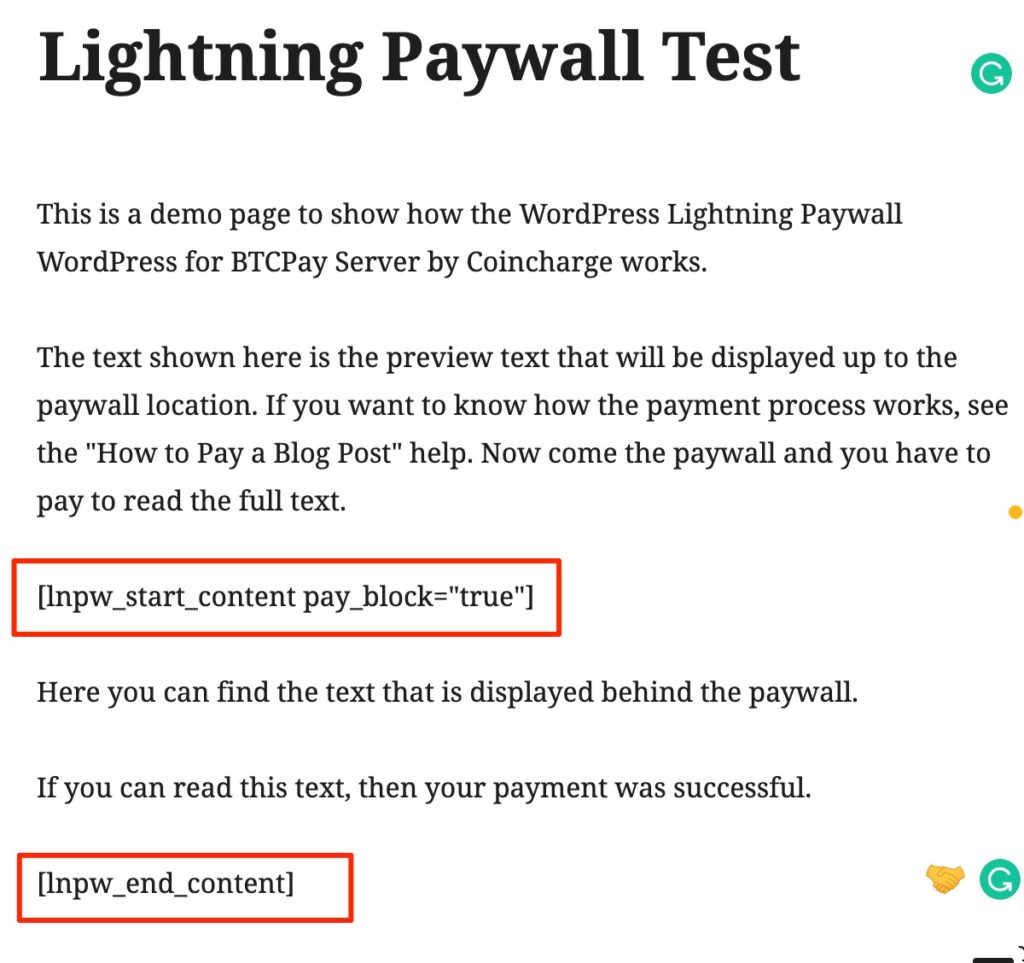 Lightning Paywall Test
This is a demo page to show how the WordPress Lightning Paywall
WordPress for BTCPay Server by Coincharge works.
The text shown here is the preview text that will be displayed up to the
paywall location. If you want to know how the payment process works, see
the "How to Pay a Blog Post" help. Now come the paywall and you have to
pay to read the full text.
[lnpw_start_content pay_block="true"]
Here you can find the text that is displayed behind the paywall.
If you can read this text, then your payment was successful.
[lnpw_end_content]